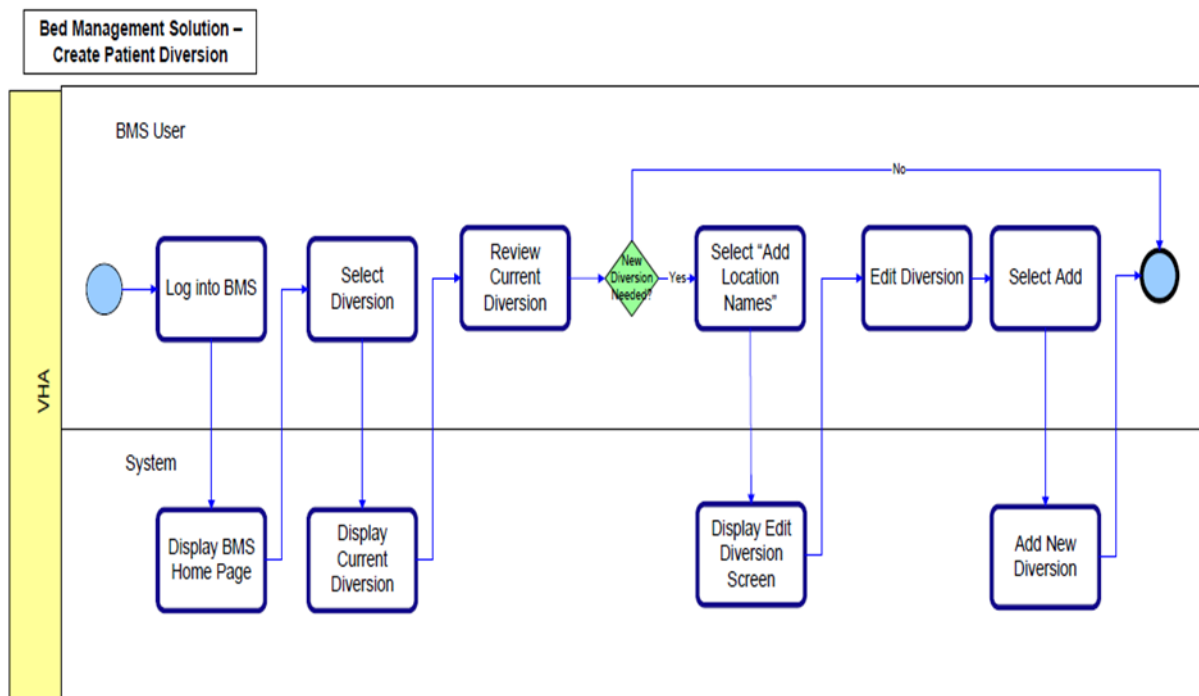 Bed Management Solution –
Create Patient Diversion
VHA
BMS User
No
Log into BMS
Select
Diversion
Review
Current
Diversion
New
Diversion
Needed?
Yes
Select “Add
Location
Names”
Edit Diversion
Select Add
System
Display BMS
Home Page
Display
Current
Diversion
Display Edit
Diversion
Screen
Add New
Diversion